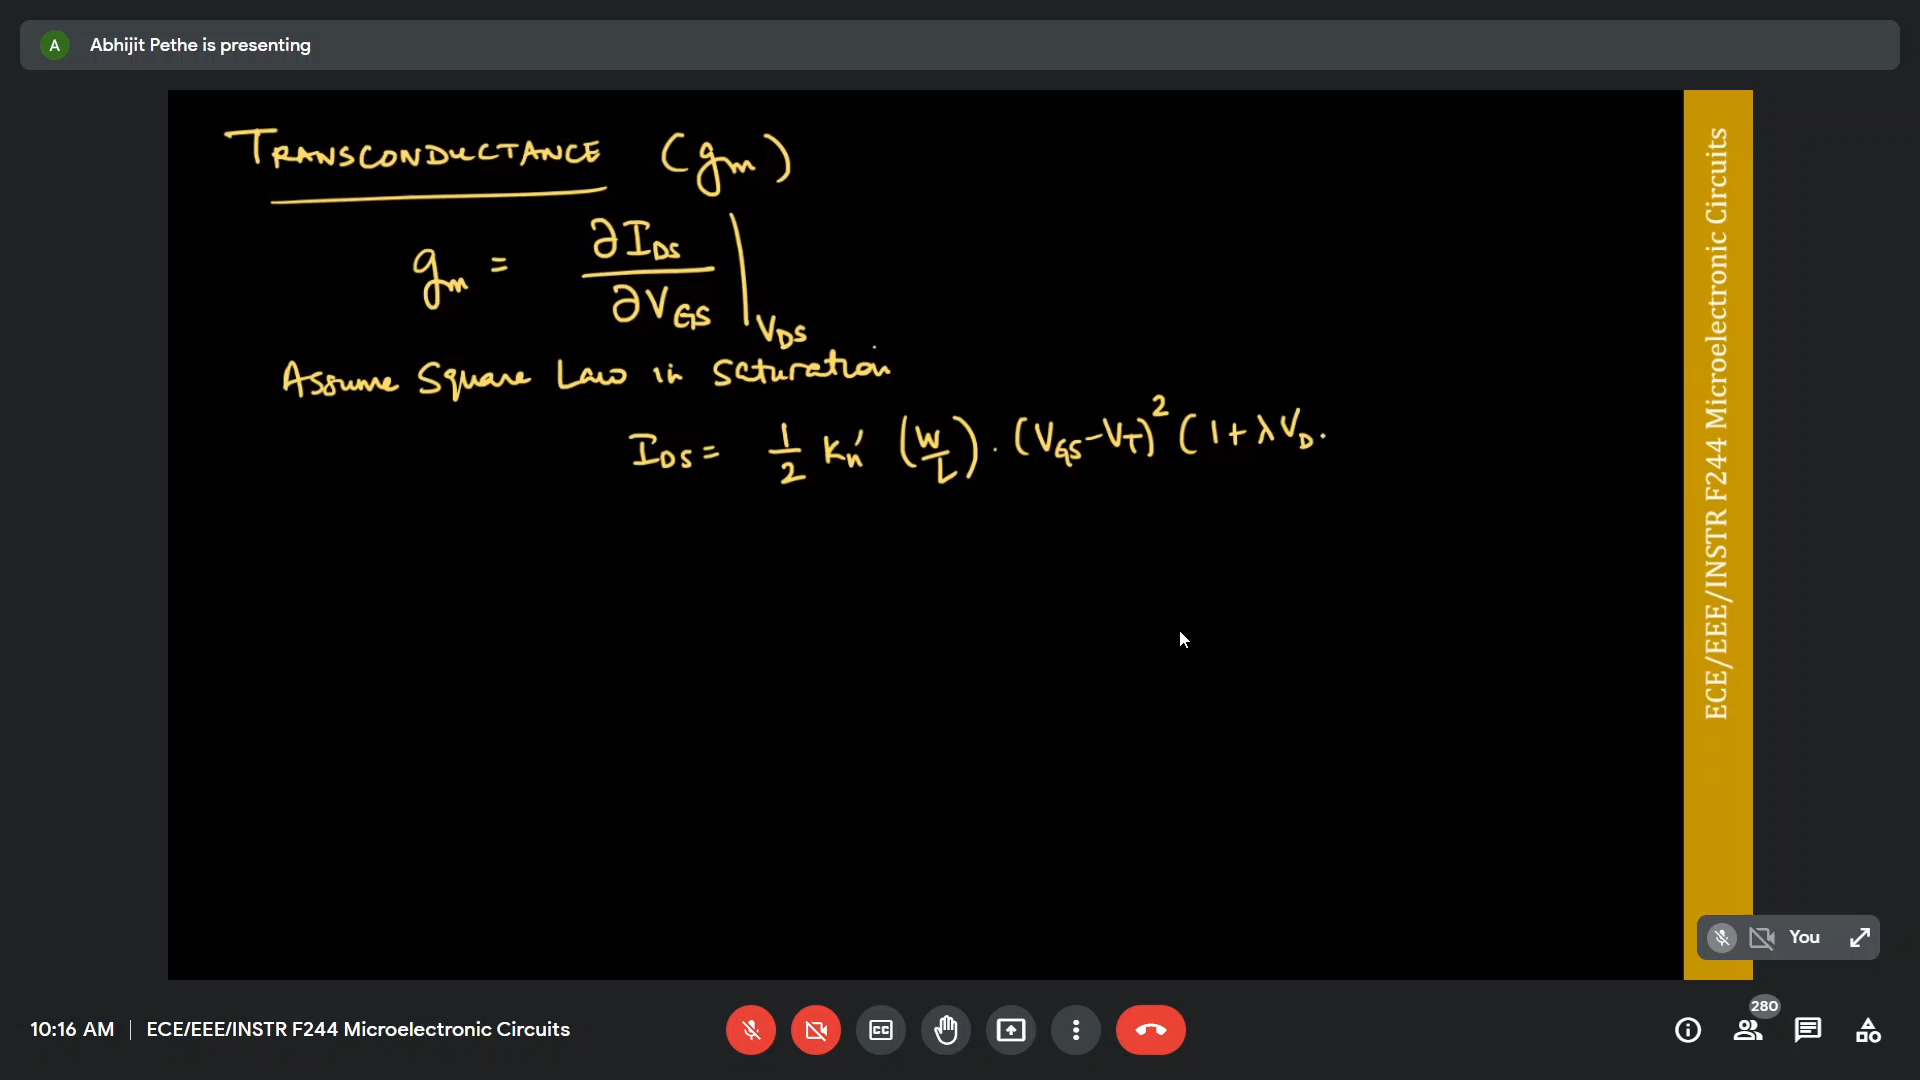 A Abhijit Pethe is presenting
TRANSCONDUCTANCE (gm)
gm = ∂IDS / ∂VGS |VDS
Assume Square Law in Saturation
IDS = 1/2 Kn' (W/L) . (VGS-VT)² (1+λVD.
ECE/EEE/INSTR F244 Microelectronic Circuits
You
10:16 AM | ECE/EEE/INSTR F244 Microelectronic Circuits
CC
280